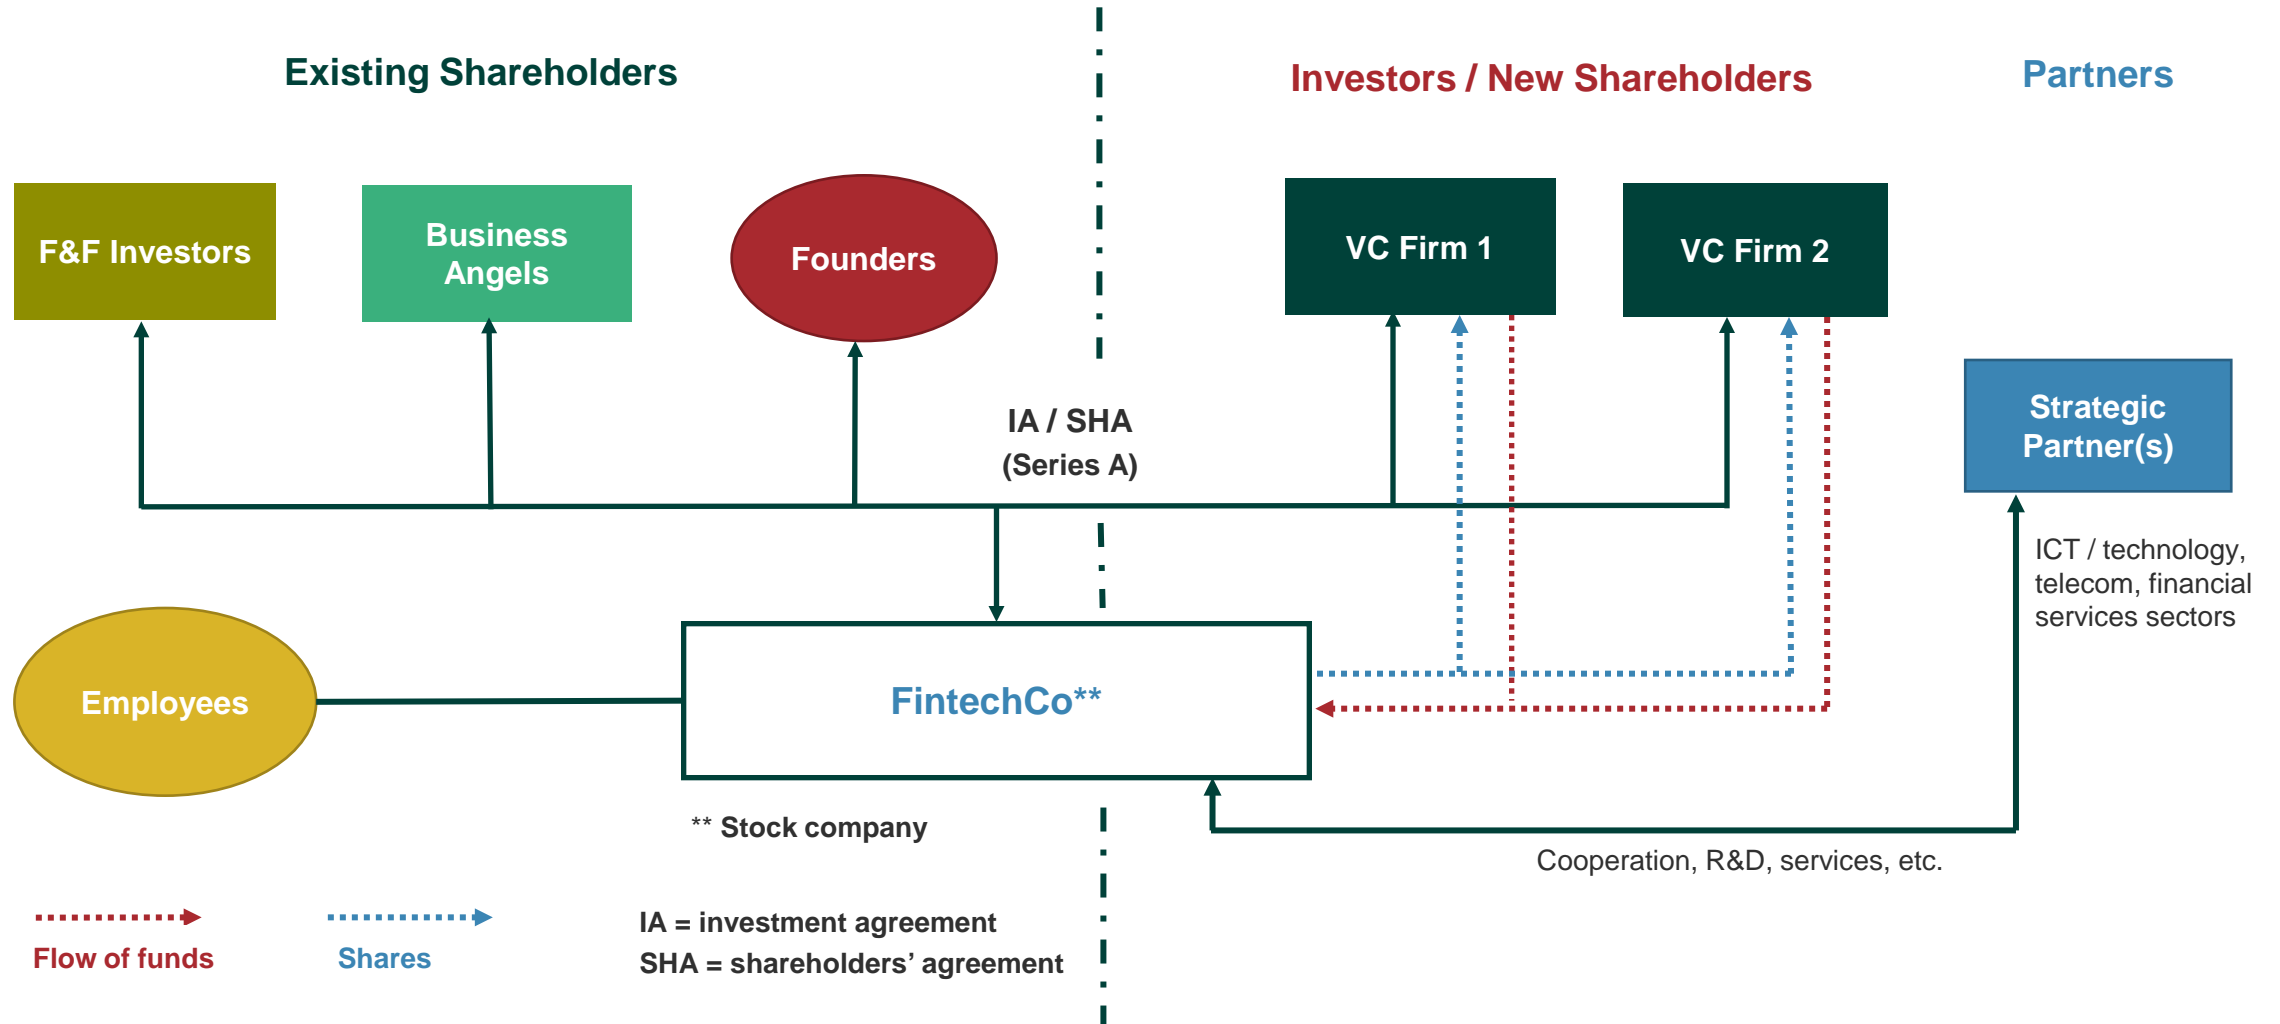 Existing Shareholders
Investors / New Shareholders
Partners
F&F Investors
Business
Angels
Founders
VC Firm 1
VC Firm 2
Strategic
Partner(s)
IA / SHA
(Series A)
ICT / technology,
telecom, financial
services sectors
Employees
FintechCo**
** Stock company
Cooperation, R&D, services, etc.
Flow of funds
Shares
IA = investment agreement
SHA = shareholders’ agreement